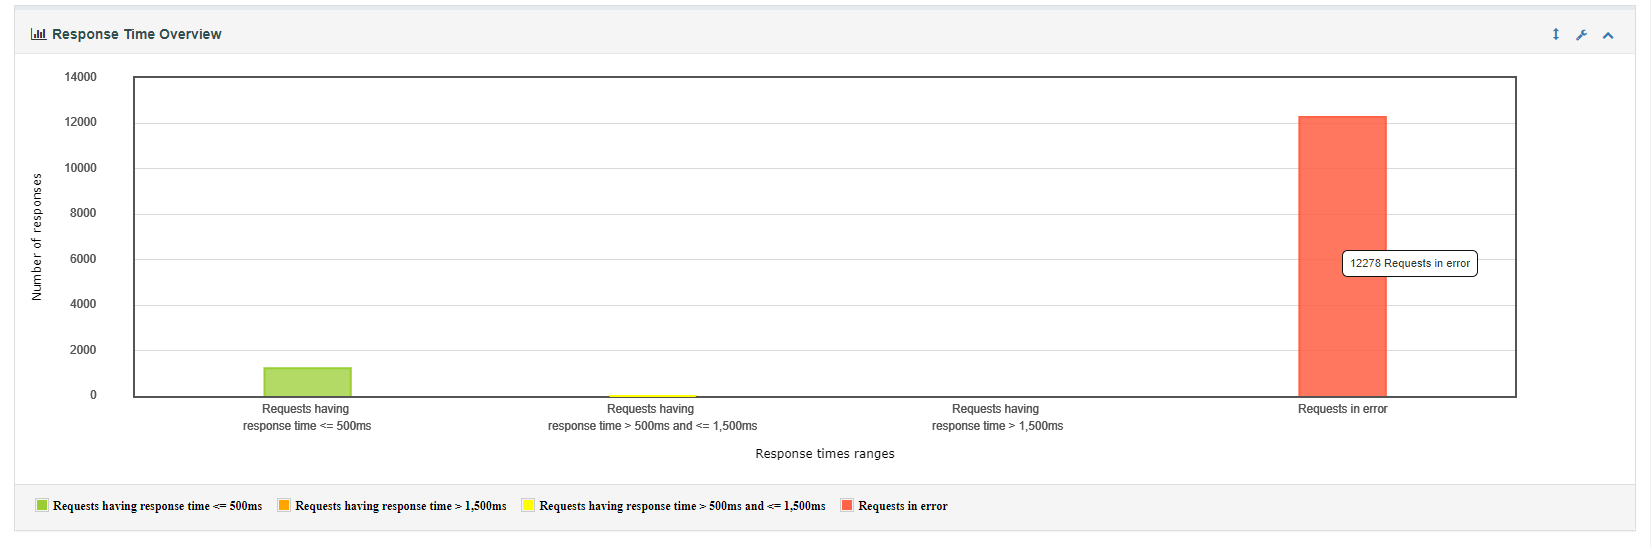 Response Time Overview
14000
12000
10000
8000
6000
4000
2000
0
Number of responses
12278 Requests in error
Requests having
response time <= 500ms
Requests having
response time > 500ms and <= 1,500ms
Requests having
response time > 1,500ms
Requests in error
Response times ranges
Requests having response time <= 500ms
Requests having response time > 1,500ms
Requests having response time > 500ms and <= 1,500ms
Requests in error